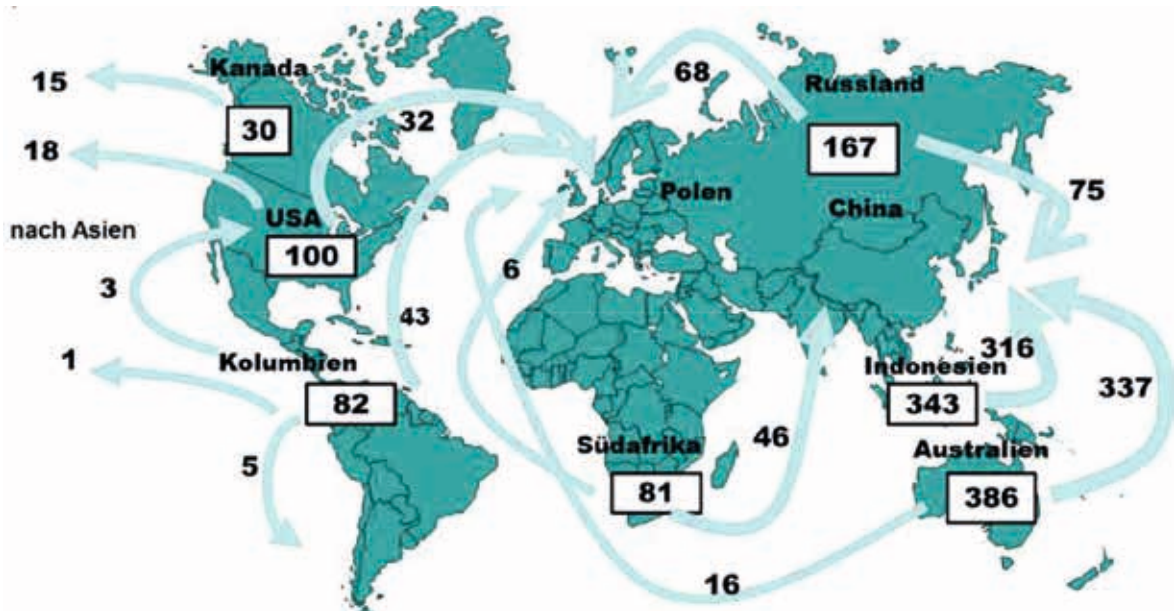 Kanada
15
30
32
68
Russland
167
18
75
Polen
China
USA
nach Asien
100
3
6
43
1
Kolumbien
82
316
Indonesien
343
337
46
Südafrika
81
Australien
386
5
16